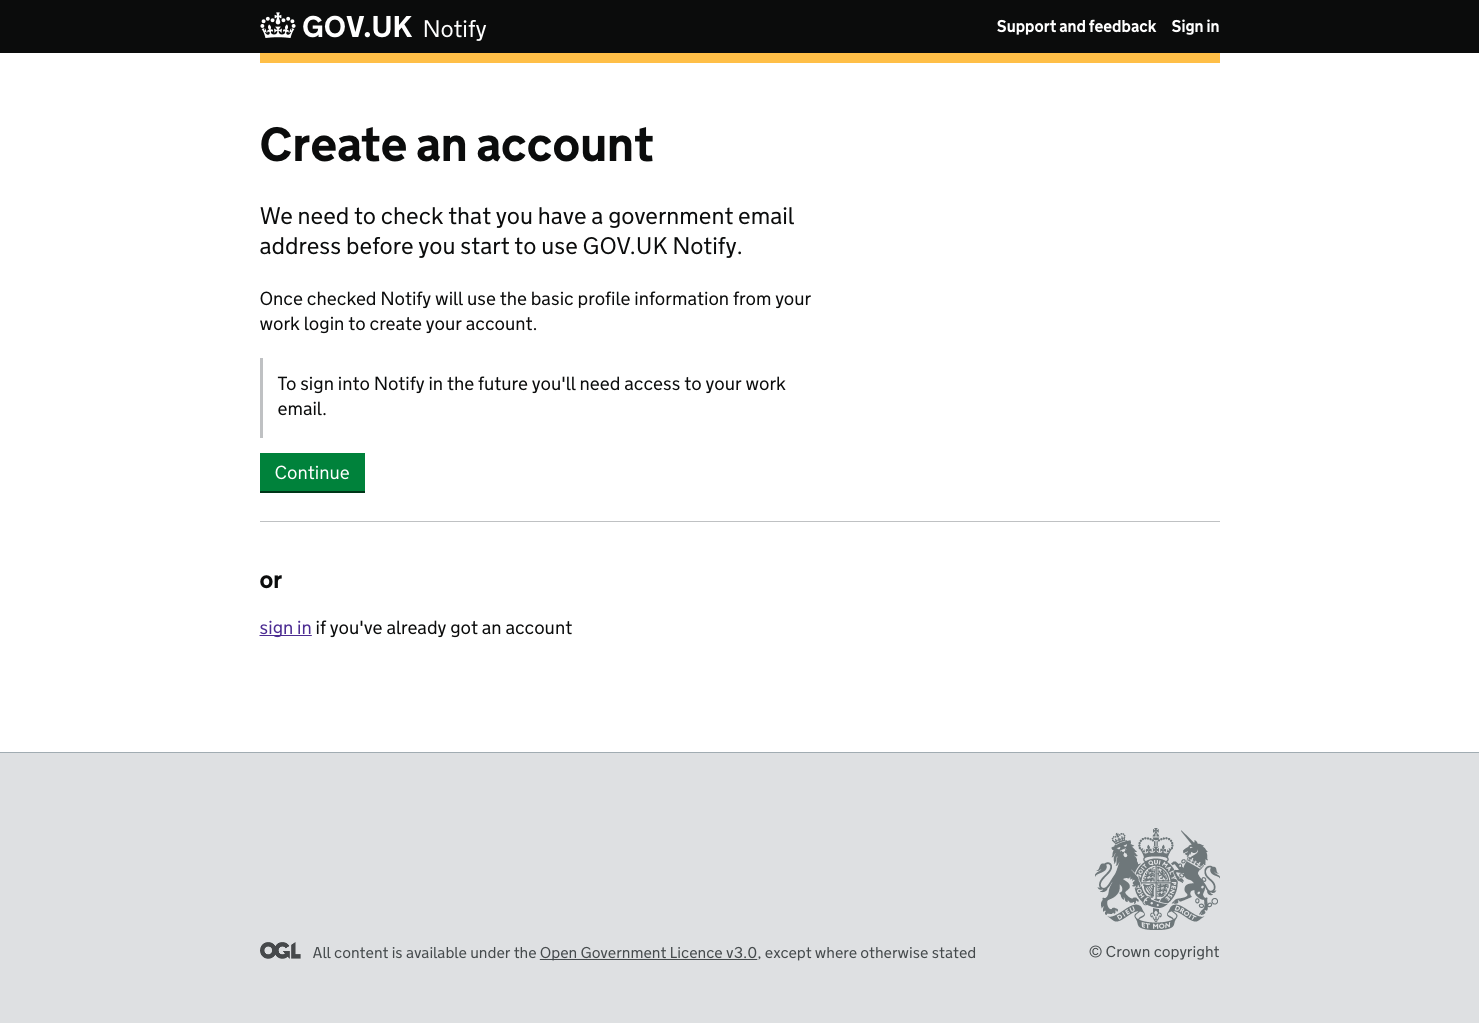 GOV.UK Notify
Support and feedback Sign in
Create an account
We need to check that you have a government email
address before you start to use GOV.UK Notify.
Once checked Notify will use the basic profile information from your
work login to create your account.
To sign into Notify in the future you'll need access to your work
email.
Continue
or
sign in if you've already got an account
DIEU ET MON DROIT
OGL All content is available under the Open Government Licence v3.0, except where otherwise stated
© Crown copyright